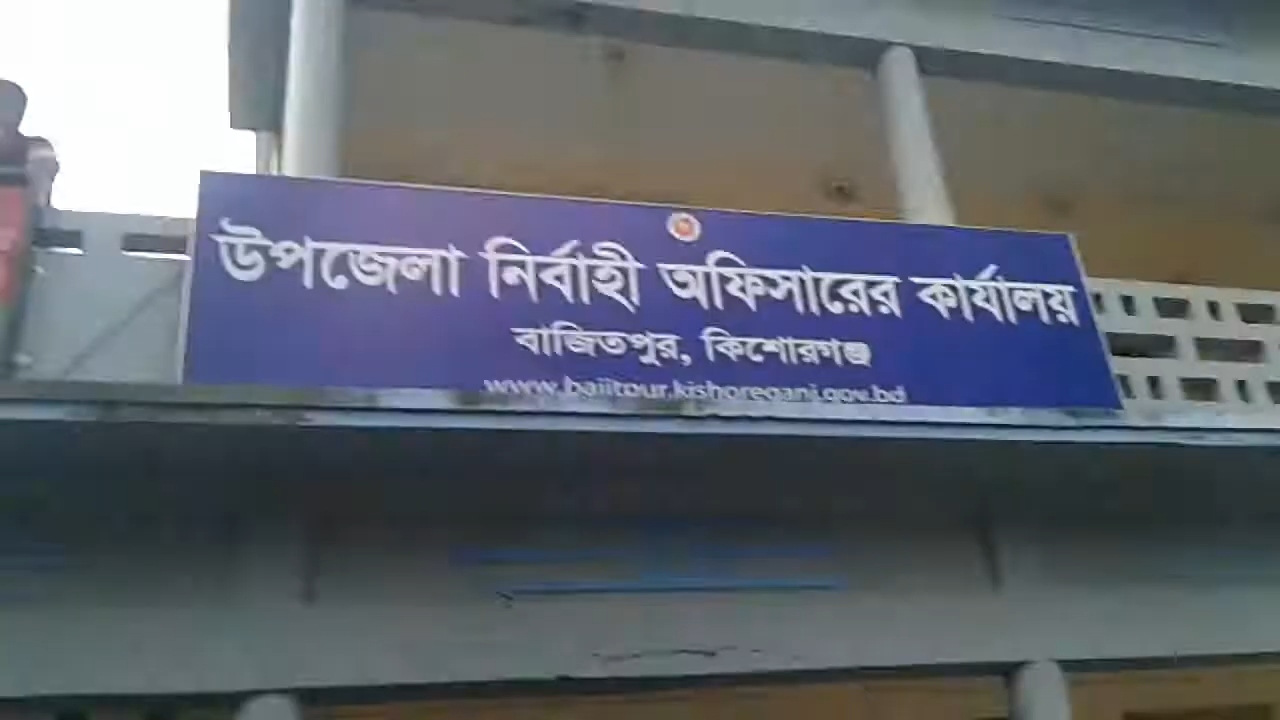 উপজেলা নির্বাহী অফিসারের কার্যালয়
বাজিতপুর, কিশোরগঞ্জ
www.bajitpur.kishoreganj.gov.bd